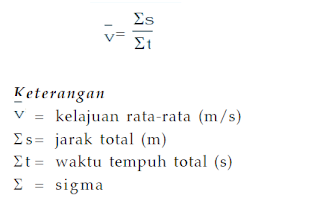 v̄ = Σs / Σt
Keterangan
v̄ = kelajuan rata-rata (m/s)
Σs = jarak total (m)
Σt = waktu tempuh total (s)
Σ = sigma